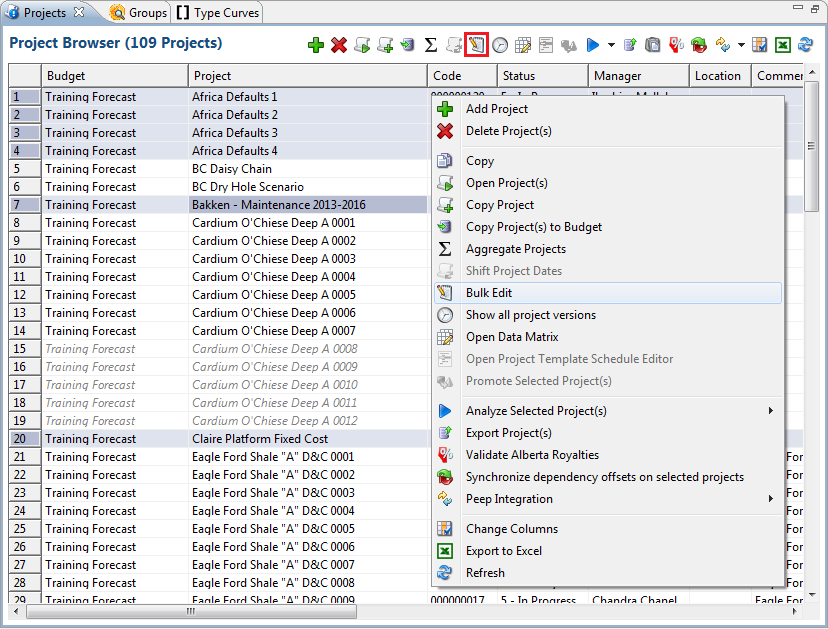 Projects Groups Type Curves
Project Browser (109 Projects)
Budget Project Code Status Manager Location Commen
1 Training Forecast Africa Defaults 1
2 Training Forecast Africa Defaults 2
3 Training Forecast Africa Defaults 3
4 Training Forecast Africa Defaults 4
5 Training Forecast BC Daisy Chain
6 Training Forecast BC Dry Hole Scenario
7 Training Forecast Bakken - Maintenance 2013-2016
8 Training Forecast Cardium O'Chiese Deep A 0001
9 Training Forecast Cardium O'Chiese Deep A 0002
10 Training Forecast Cardium O'Chiese Deep A 0003
11 Training Forecast Cardium O'Chiese Deep A 0004
12 Training Forecast Cardium O'Chiese Deep A 0005
13 Training Forecast Cardium O'Chiese Deep A 0006
14 Training Forecast Cardium O'Chiese Deep A 0007
15 Training Forecast Cardium O'Chiese Deep A 0008
16 Training Forecast Cardium O'Chiese Deep A 0009
17 Training Forecast Cardium O'Chiese Deep A 0010
18 Training Forecast Cardium O'Chiese Deep A 0011
19 Training Forecast Cardium O'Chiese Deep A 0012
20 Training Forecast Claire Platform Fixed Cost
21 Training Forecast Eagle Ford Shale "A" D&C 0001 For
22 Training Forecast Eagle Ford Shale "A" D&C 0002 For
23 Training Forecast Eagle Ford Shale "A" D&C 0003 For
24 Training Forecast Eagle Ford Shale "A" D&C 0004 For
25 Training Forecast Eagle Ford Shale "A" D&C 0005 For
26 Training Forecast Eagle Ford Shale "A" D&C 0006 For
27 Training Forecast Eagle Ford Shale "A" D&C 0007 For
28 Training Forecast Eagle Ford Shale "A" D&C 0008 For
29 Training Forecast Eagle Ford Shale "A" D&C 0009 000000017 5 - In Progress Chandra Chanel Eagle For
Add Project
Delete Project(s)
Copy
Open Project(s)
Copy Project
Copy Project(s) to Budget
Aggregate Projects
Shift Project Dates
Bulk Edit
Show all project versions
Open Data Matrix
Open Project Template Schedule Editor
Promote Selected Project(s)
Analyze Selected Project(s)
Export Project(s)
Validate Alberta Royalties
Synchronize dependency offsets on selected projects
Peep Integration
Change Columns
Export to Excel
Refresh